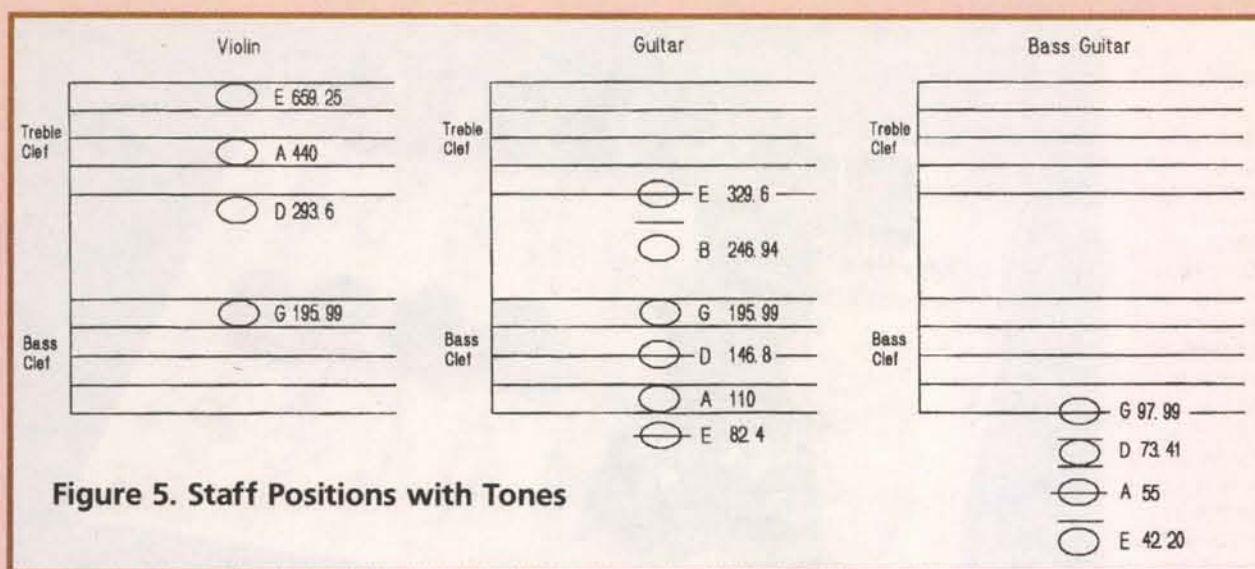 Violin
E 659.25
Treble
Clef
A 440
D 293.6
G 195.99
Bass
Clef
Guitar
Treble
Clef
E 329.6
B 246.94
G 195.99
Bass
Clef
D 146.8
A 110
E 82.4
Bass Guitar
Treble
Clef
Bass
Clef
G 97.99
D 73.41
A 55
E 42.20
Figure 5. Staff Positions with Tones